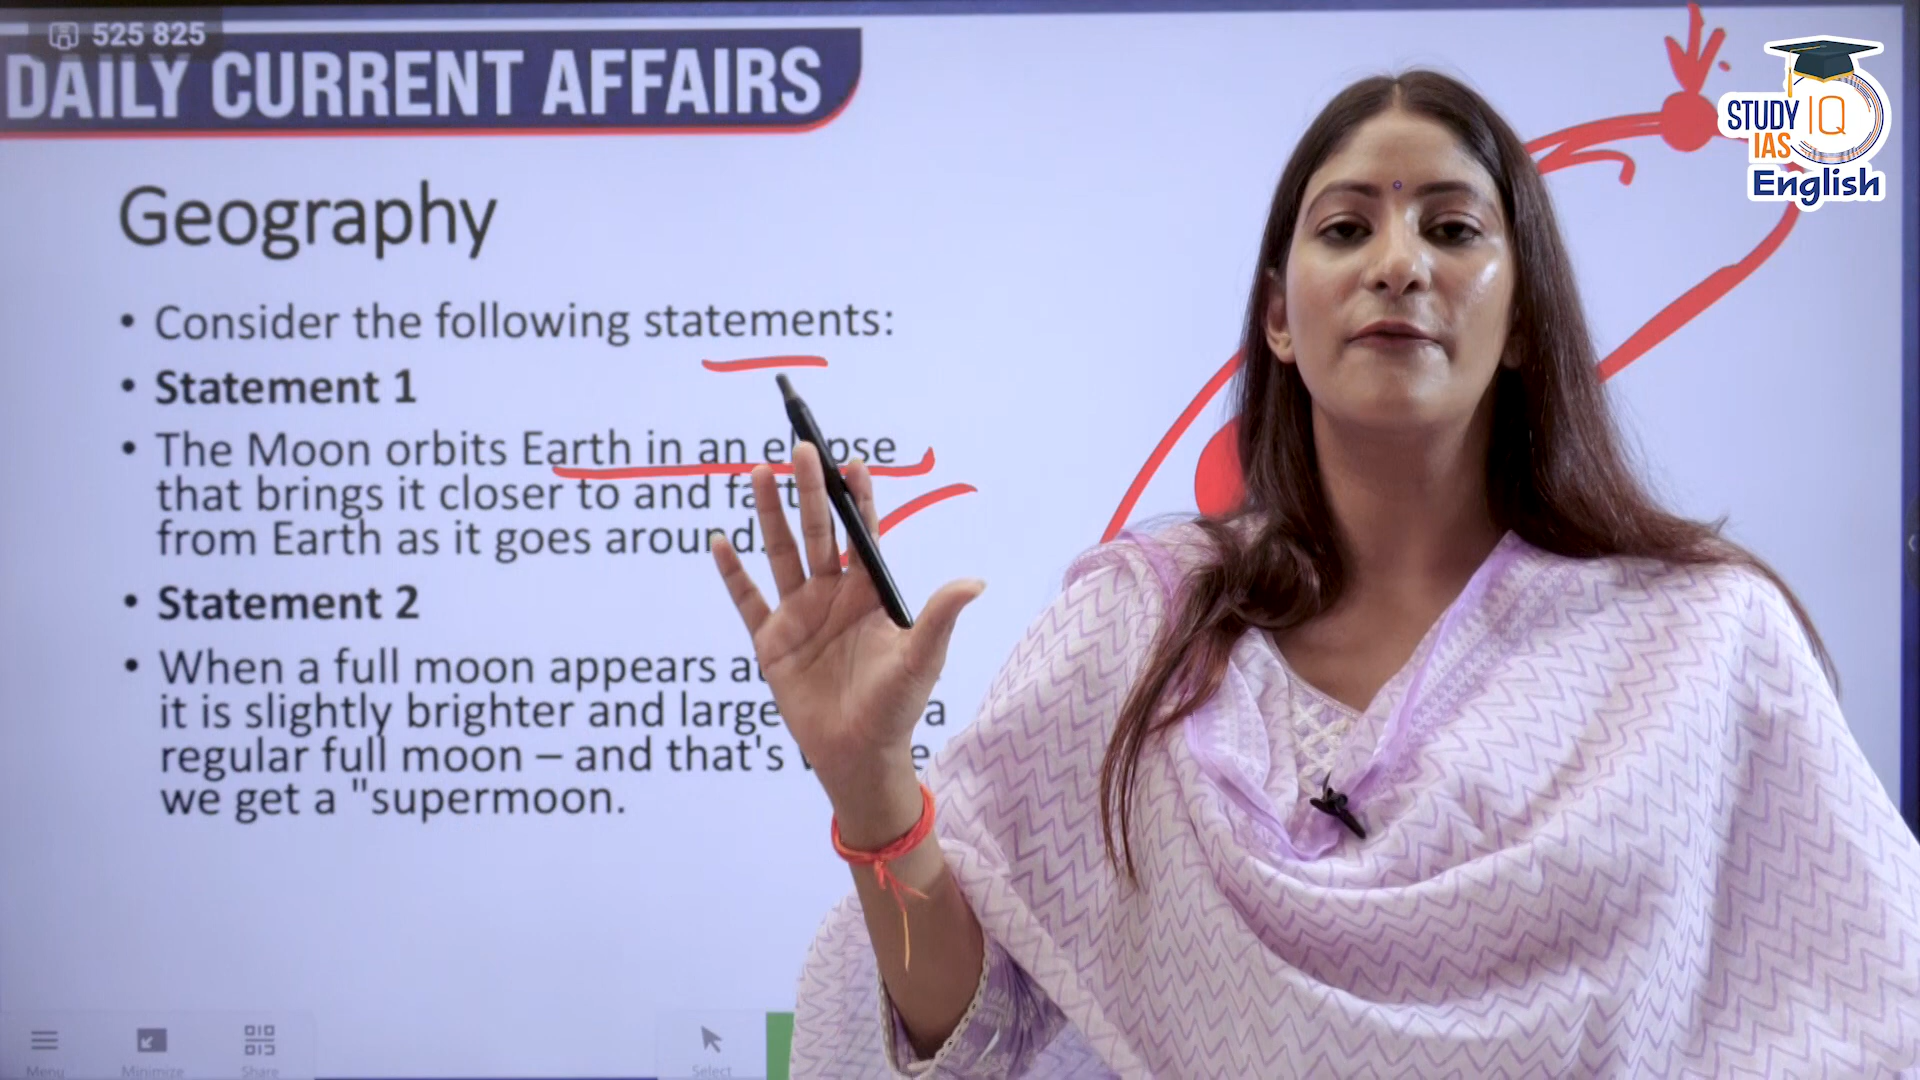 525 825
DAILY CURRENT AFFAIRS
STUDY IQ
IAS
English
Geography
• Consider the following statements:
• Statement 1
• The Moon orbits Earth in an
that brings it closer to and
from Earth as it goes around.
• Statement 2
• When a full moon appears
it is slightly brighter and a
regular full moon – and that's
we get a "supermoon.
Menu
Minimize
Share
Select